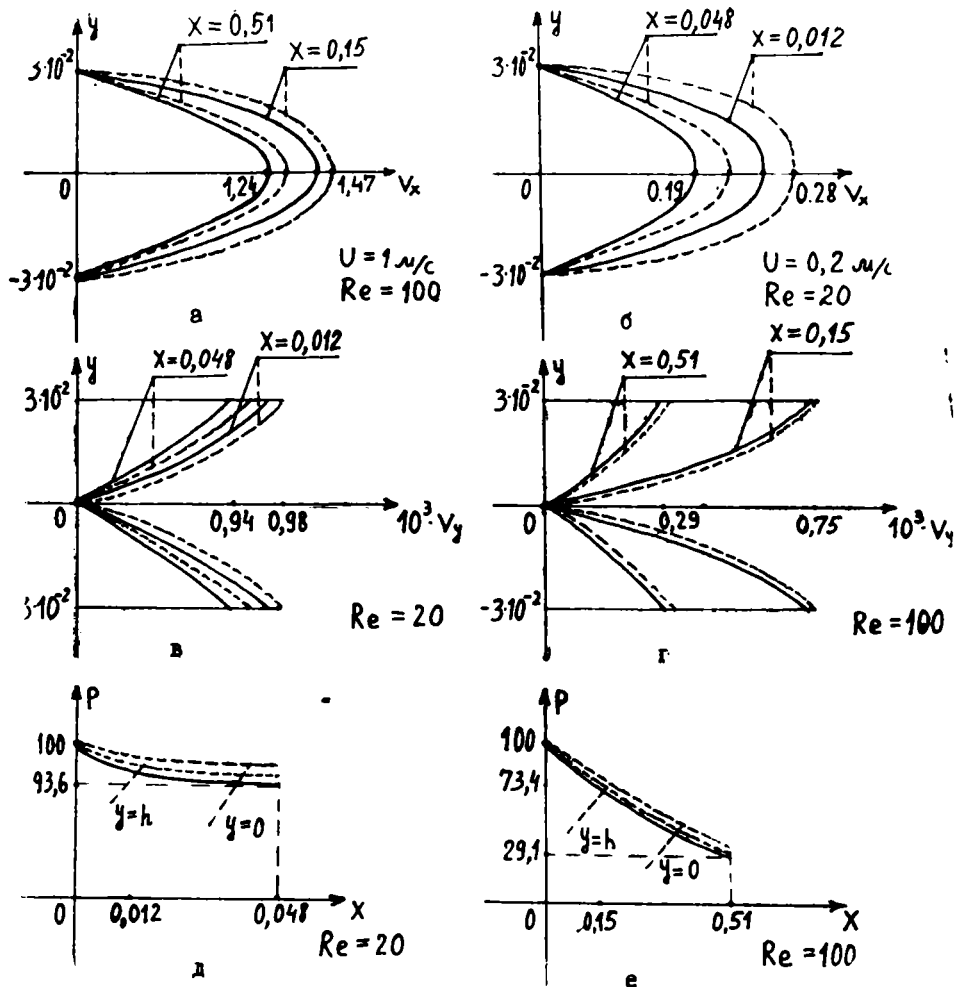 y
X=0,51
X=0,15
3·10⁻²
0
1,24
1,47
Vx
-3·10⁻²
U = 1 м/с
Re = 100
а
y
X=0,048
X=0,012
3·10⁻²
0
0.19
0.28
Vx
-3·10⁻²
U = 0,2 м/с
Re = 20
б
y
X=0,048
X=0,012
3·10⁻²
0
0,94
0,98
10³·Vy
3·10⁻²
Re = 20
в
y
X=0,51
X=0,15
3·10⁻²
0
0,29
0,75
10³·Vy
-3·10⁻²
Re = 100
г
P
100
93,6
y=h
y=0
0
0,012
0,048
X
Re = 20
д
P
100
73,4
29,1
y=h
y=0
0
0,15
0,51
X
Re = 100
е